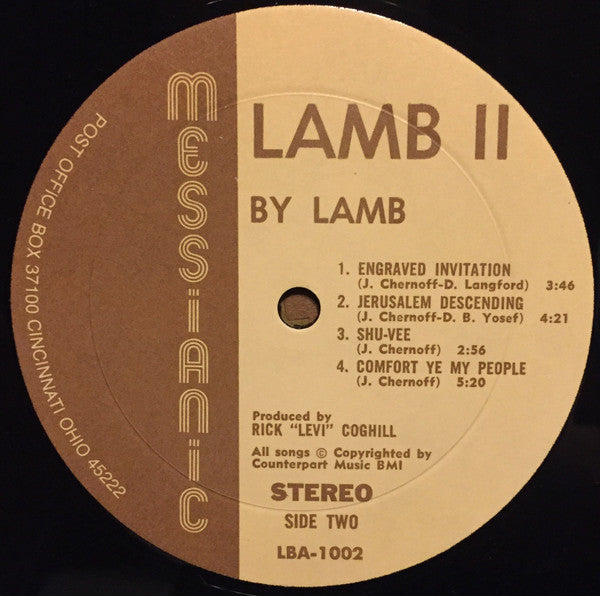 POST OFFICE BOX 37100 CINCINNATI OHIO 45222
MESSIANIC
LAMB II
BY LAMB
1. ENGRAVED INVITATION
(J. Chernoff-D. Langford) 3:46
2. JERUSALEM DESCENDING
(J. Chernoff-D. B. Yosef) 4:21
3. SHU-VEE
(J. Chernoff) 2:56
4. COMFORT YE MY PEOPLE
(J. Chernoff) 5:20
Produced by
RICK "LEVI" COGHILL
All songs © Copyrighted by
Counterpart Music BMI
STEREO
SIDE TWO
LBA-1002